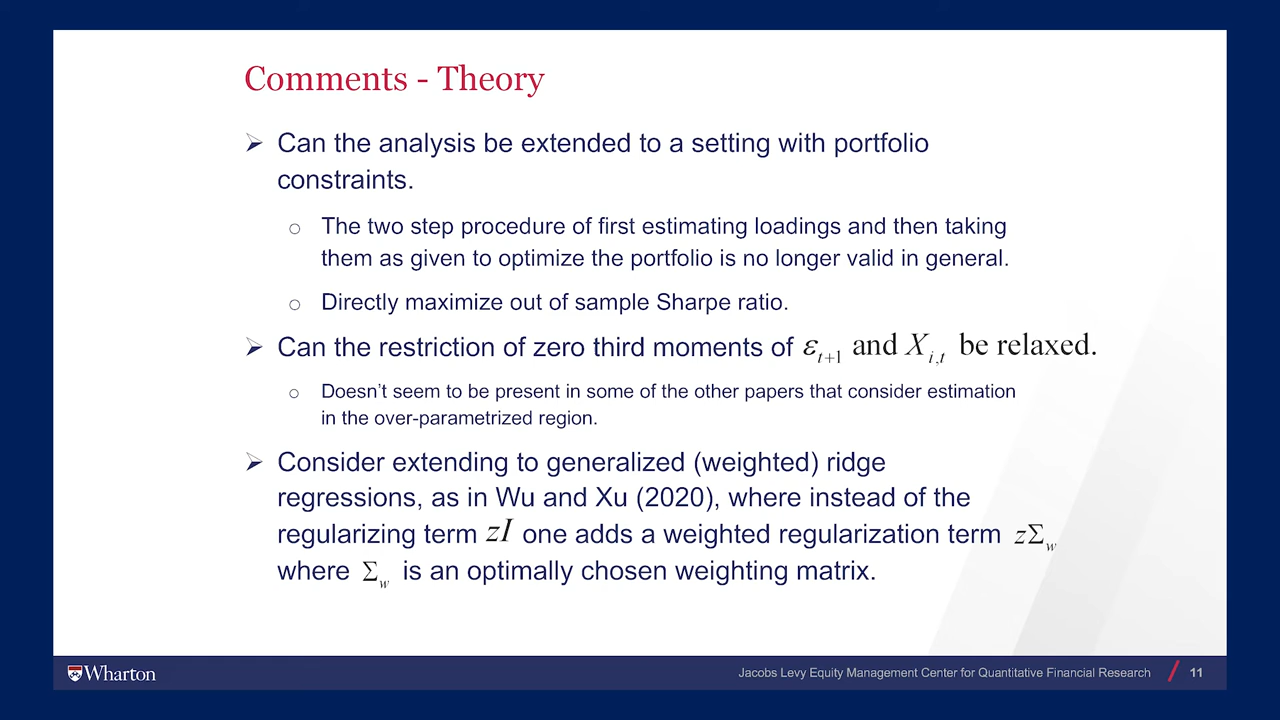 Comments - Theory
➢ Can the analysis be extended to a setting with portfolio
constraints.
○ The two step procedure of first estimating loadings and then taking
them as given to optimize the portfolio is no longer valid in general.
○ Directly maximize out of sample Sharpe ratio.
➢ Can the restriction of zero third moments of ε_{t+1} and X_{i,t} be relaxed.
○ Doesn't seem to be present in some of the other papers that consider estimation
in the over-parametrized region.
➢ Consider extending to generalized (weighted) ridge
regressions, as in Wu and Xu (2020), where instead of the
regularizing term zI one adds a weighted regularization term zΣ_w
where Σ_w is an optimally chosen weighting matrix.
Wharton
Jacobs Levy Equity Management Center for Quantitative Financial Research / 11